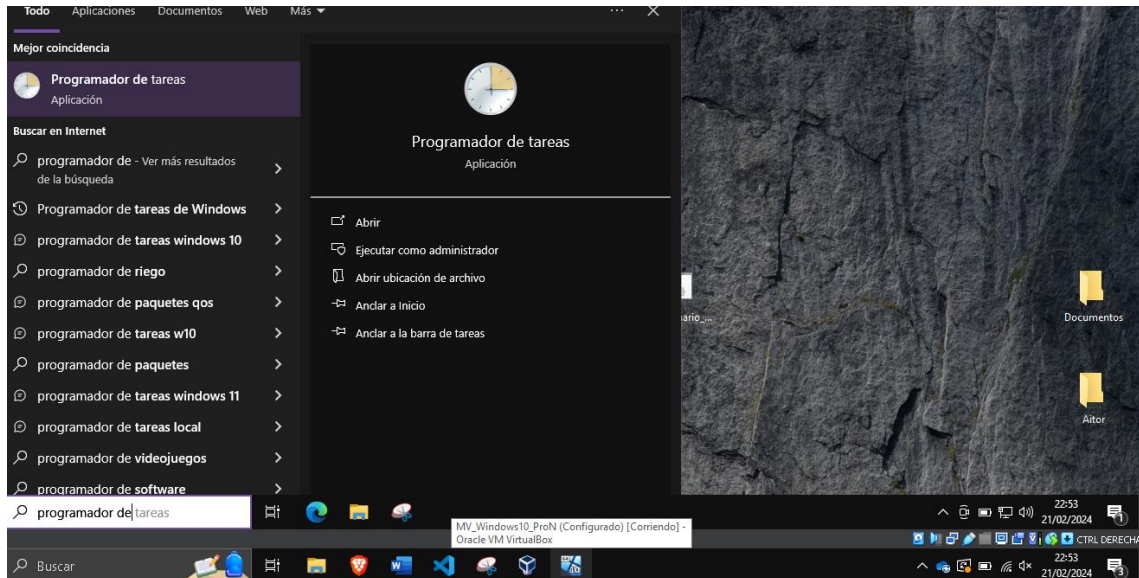 Todo Aplicaciones Documentos Web Más
Mejor coincidencia
Programador de tareas
Aplicación
Buscar en Internet
programador de - Ver más resultados
de la búsqueda
Programador de tareas de Windows
programador de tareas windows 10
programador de riego
programador de paquetes qos
programador de tareas w10
programador de paquetes
programador de tareas windows 11
programador de tareas local
programador de videojuegos
programador de software
Programador de tareas
Aplicación
Abrir
Ejecutar como administrador
Abrir ubicación de archivo
Anclar a Inicio
Anclar a la barra de tareas
ario_...
Documentos
Aitor
programador de tareas
22:53
21/02/2024
1
MV_Windows10_ProN (Configurado) [Corriendo] -
Oracle VM VirtualBox
CTRL DERECHA
Buscar
22:53
21/02/2024
3